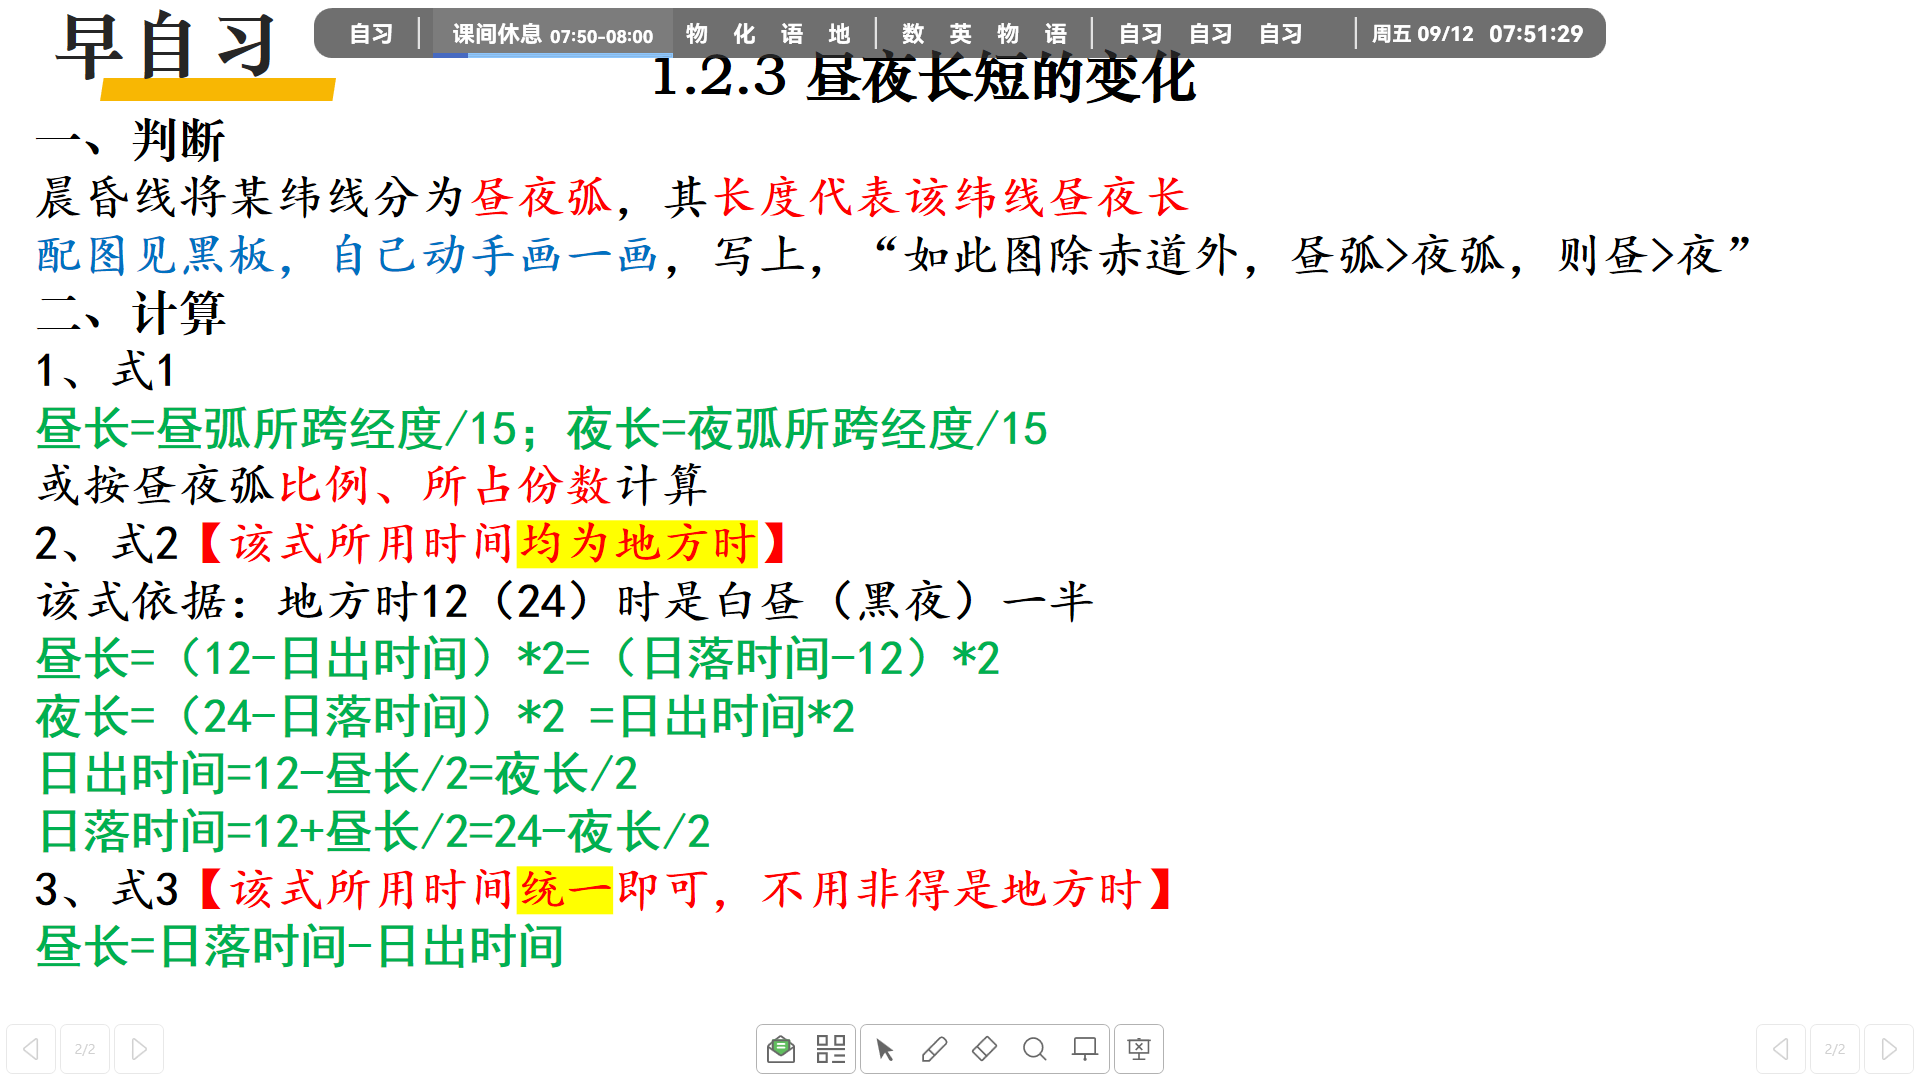 早自习
自习 | 课间休息 07:50-08:00 物 化 语 地 | 数 英 物 语 | 自习 自习 自习 | 周五 09/12 07:51:29
1.2.3 昼夜长短的变化
一、判断
晨昏线将某纬线分为昼夜弧，其长度代表该纬线昼夜长
配图见黑板，自己动手画一画，写上，“如此图除赤道外，昼弧>夜弧，则昼>夜”
二、计算
1、式1
昼长=昼弧所跨经度/15；夜长=夜弧所跨经度/15
或按昼夜弧比例、所占份数计算
2、式2【该式所用时间均为地方时】
该式依据：地方时12（24）时是白昼（黑夜）一半
昼长=（12-日出时间）*2=（日落时间-12）*2
夜长=（24-日落时间）*2 =日出时间*2
日出时间=12-昼长/2=夜长/2
日落时间=12+昼长/2=24-夜长/2
3、式3【该式所用时间统一即可，不用非得是地方时】
昼长=日落时间-日出时间
2/2
2/2